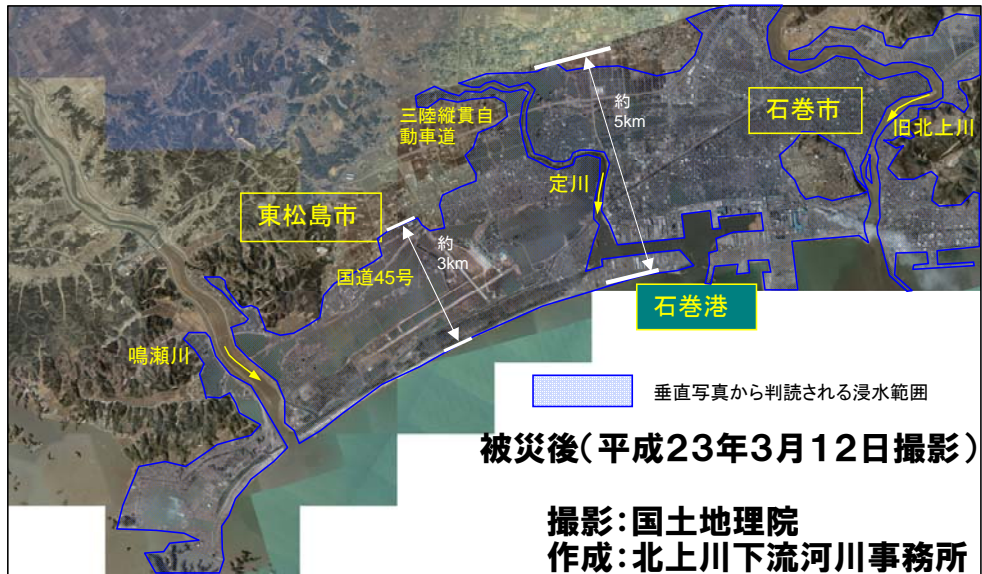 三陸縦貫自
動車道
約
5km
石巻市
旧北上川
定川
東松島市
約
3km
国道45号
石巻港
鳴瀬川
垂直写真から判読される浸水範囲
被災後(平成23年3月12日撮影)
撮影:国土地理院
作成:北上川下流河川事務所